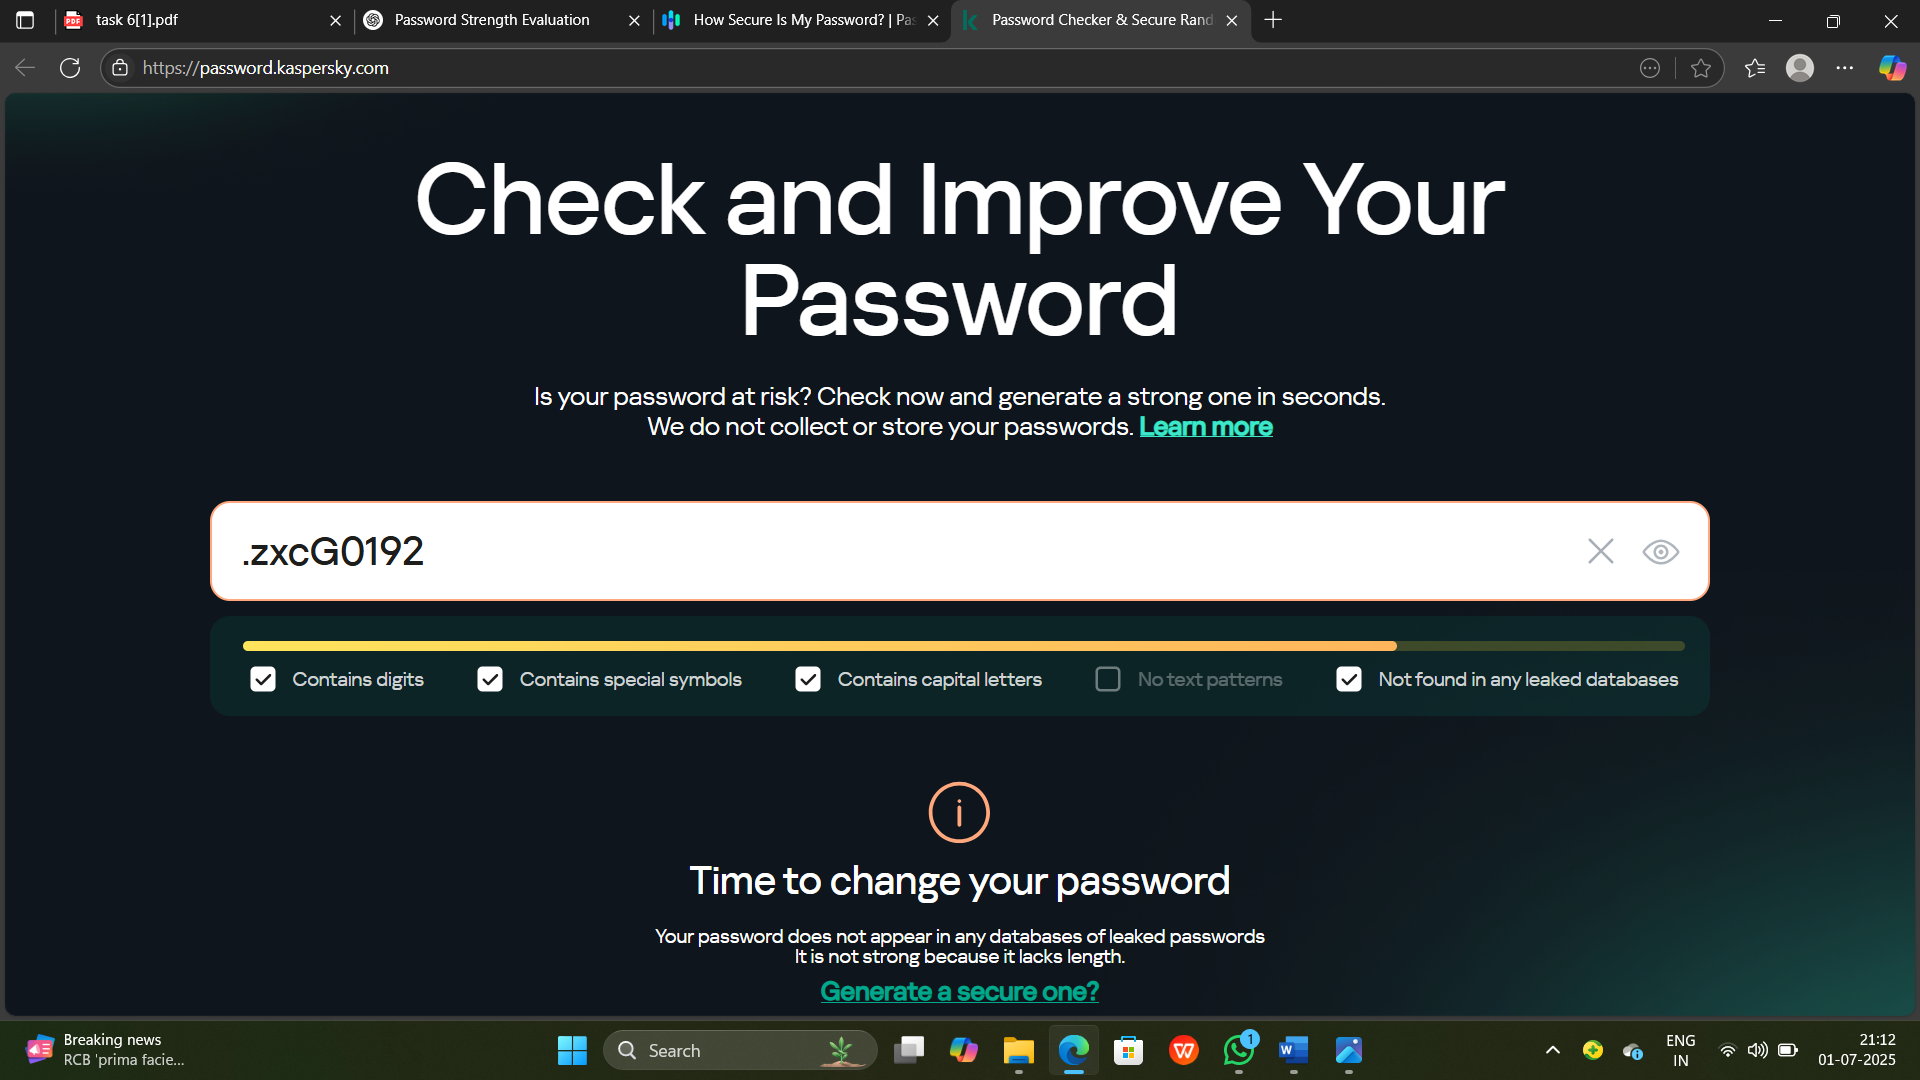 task 6[1].pdf
Password Strength Evaluation
How Secure Is My Password? | Pas
Password Checker & Secure Rand
https://password.kaspersky.com
Check and Improve Your
Password
Is your password at risk? Check now and generate a strong one in seconds.
We do not collect or store your passwords. Learn more
.zxcG0192
Contains digits
Contains special symbols
Contains capital letters
No text patterns
Not found in any leaked databases
Time to change your password
Your password does not appear in any databases of leaked passwords
It is not strong because it lacks length.
Generate a secure one?
Breaking news
RCB 'prima facie...
Search
1
ENG
IN
21:12
01-07-2025